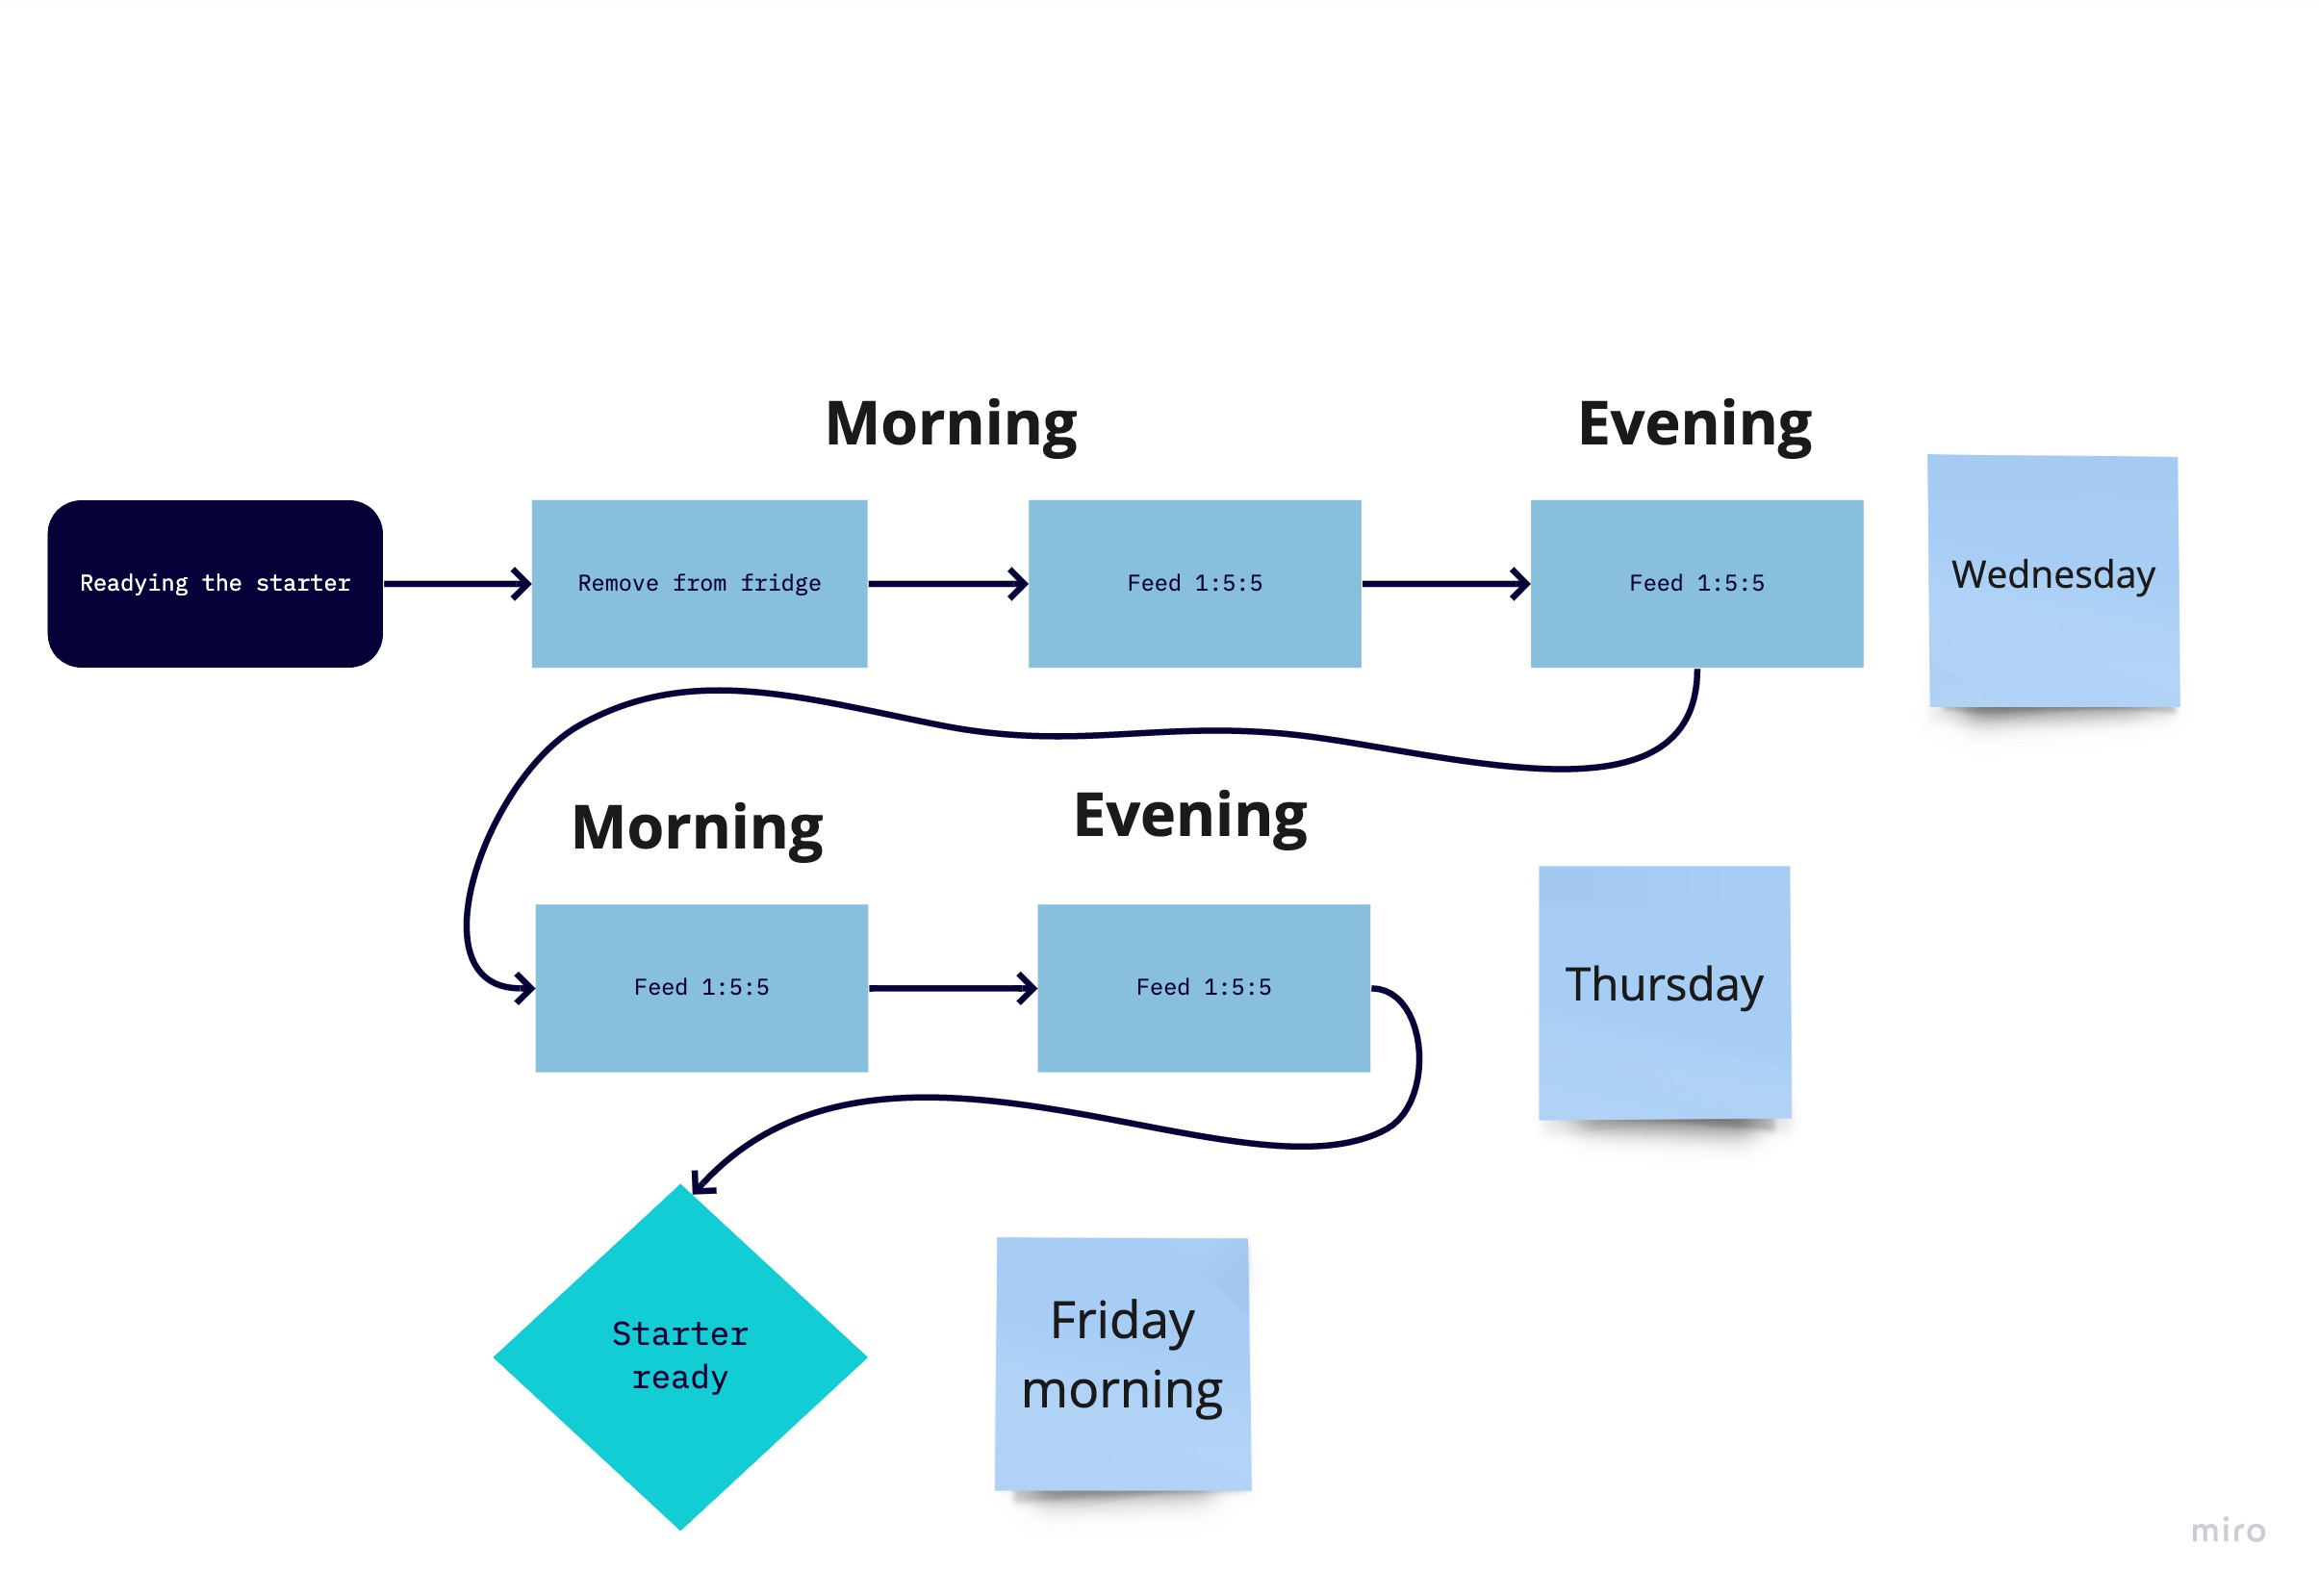 Morning
Evening
Readying the starter
Remove from fridge
Feed 1:5:5
Feed 1:5:5
Wednesday
Morning
Evening
Feed 1:5:5
Feed 1:5:5
Thursday
Starter
ready
Friday
morning
miro